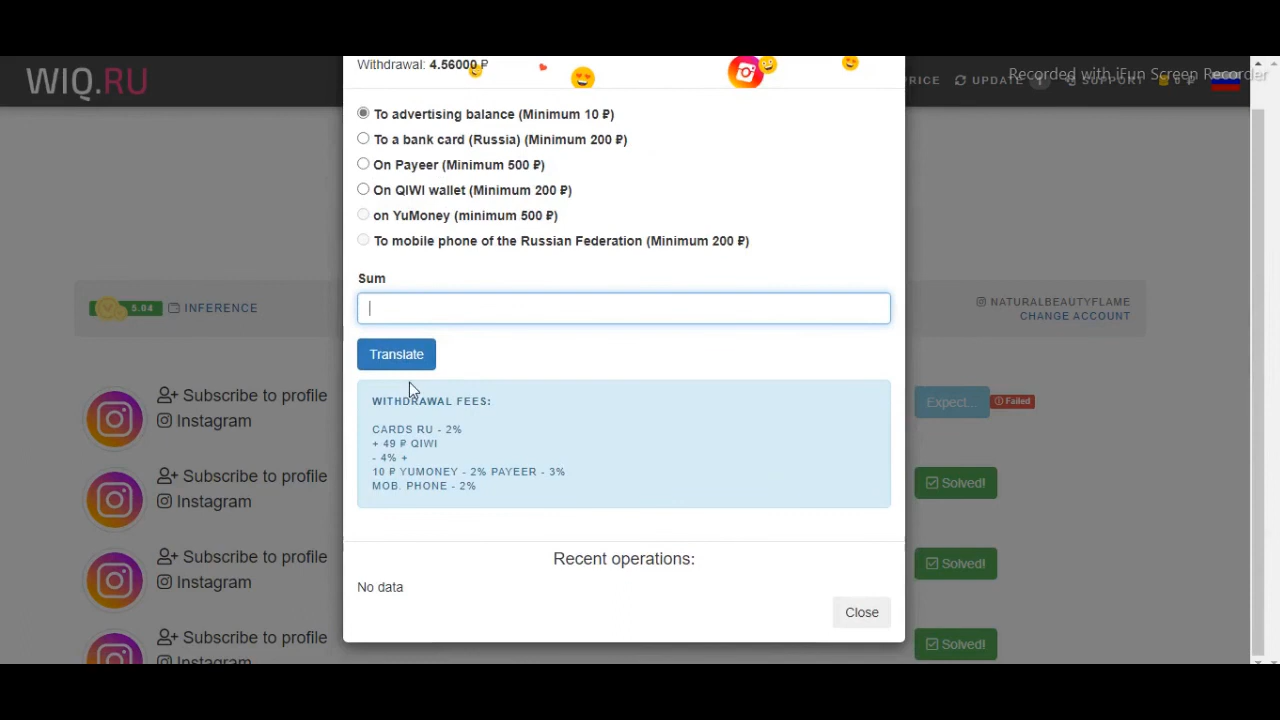 Withdrawal: 4.56000 ₽
Recorded with iFun Screen Recorder
WIQ.RU
PRICE
UPDATE
SUPPORT
To advertising balance (Minimum 10 ₽)
To a bank card (Russia) (Minimum 200 ₽)
On Payeer (Minimum 500 ₽)
On QIWI wallet (Minimum 200 ₽)
on YuMoney (minimum 500 ₽)
To mobile phone of the Russian Federation (Minimum 200 ₽)
Sum
5.04 INFERENCE
NATURALBEAUTYFLAME
CHANGE ACCOUNT
Translate
WITHDRAWAL FEES:
CARDS RU - 2%
+ 49 ₽ QIWI
- 4% +
10 ₽ YUMONEY - 2% PAYEER - 3%
MOB. PHONE - 2%
Subscribe to profile
Instagram
Expect... Failed
Subscribe to profile
Instagram
Solved!
Subscribe to profile
Instagram
Solved!
Recent operations:
No data
Close
Subscribe to profile
Instagram
Solved!